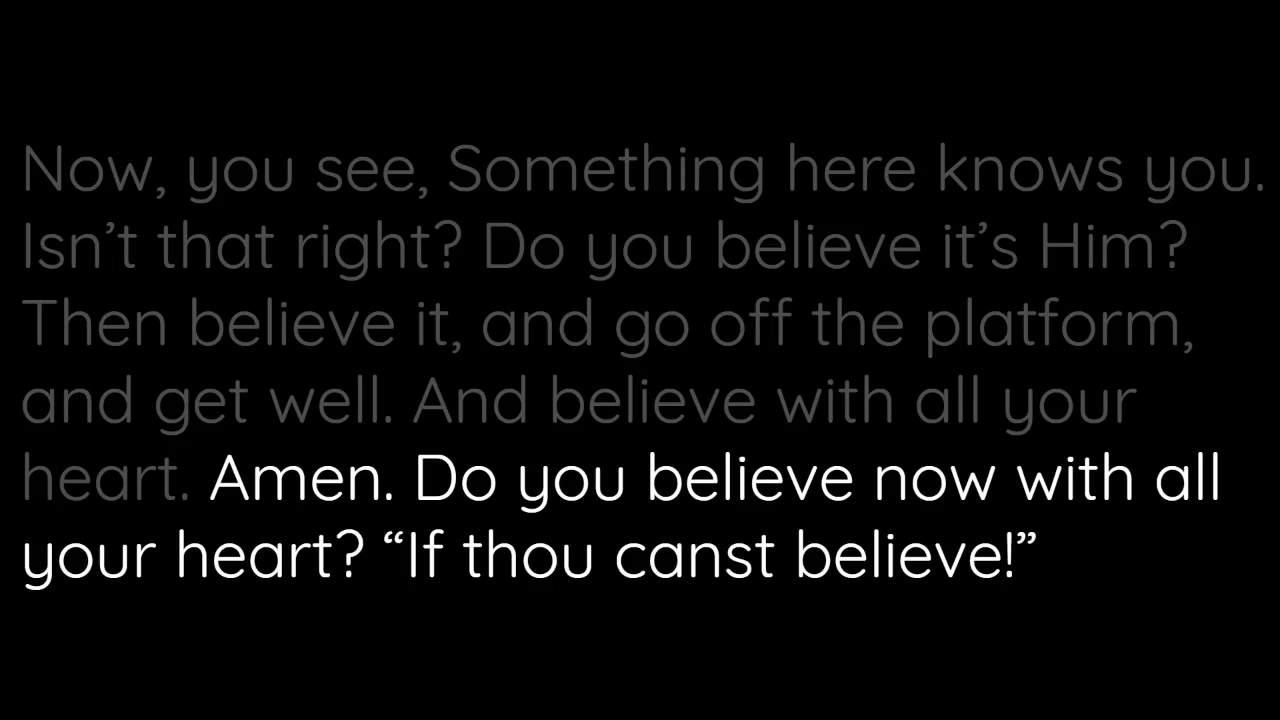 Now, you see, Something here knows you.
Isn’t that right? Do you believe it’s Him?
Then believe it, and go off the platform,
and get well. And believe with all your
heart. Amen. Do you believe now with all
your heart? “If thou canst believe!”